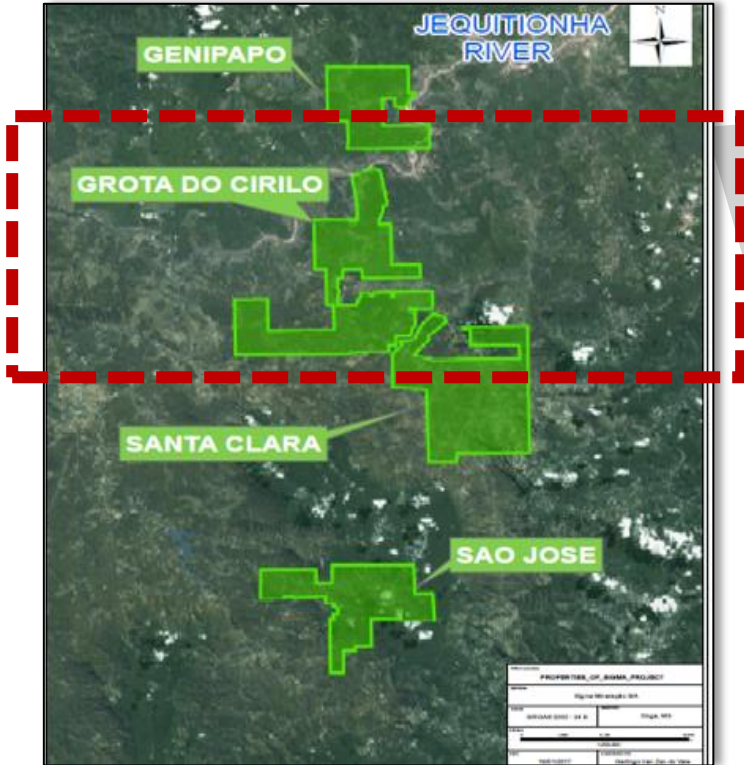 JEQUITIONHA
RIVER
N
GENIPAPO
GROTA DO CIRILO
SANTA CLARA
SAO JOSE
PROPERTIES_OF_SIGMA_PROJECT
Sigma Mineração SA